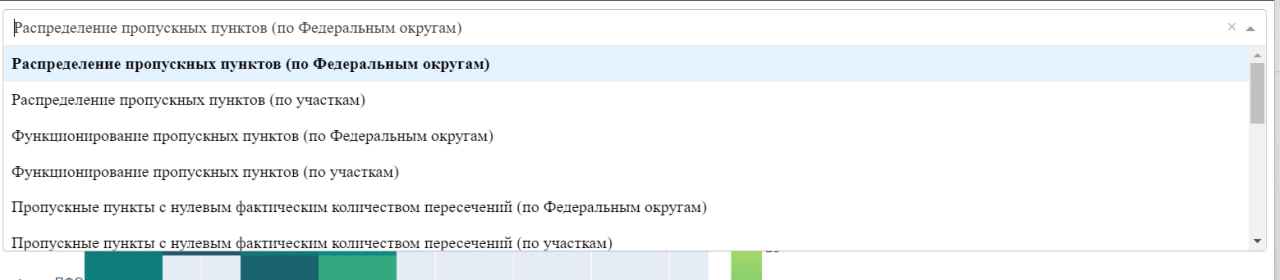 Распределение пропускных пунктов (по Федеральным округам)
Распределение пропускных пунктов (по Федеральным округам)
Распределение пропускных пунктов (по участкам)
Функционирование пропускных пунктов (по Федеральным округам)
Функционирование пропускных пунктов (по участкам)
Пропускные пункты с нулевым фактическим количеством пересечений (по Федеральным округам)
Пропускные пункты с нулевым фактическим количеством пересечений (по участкам)